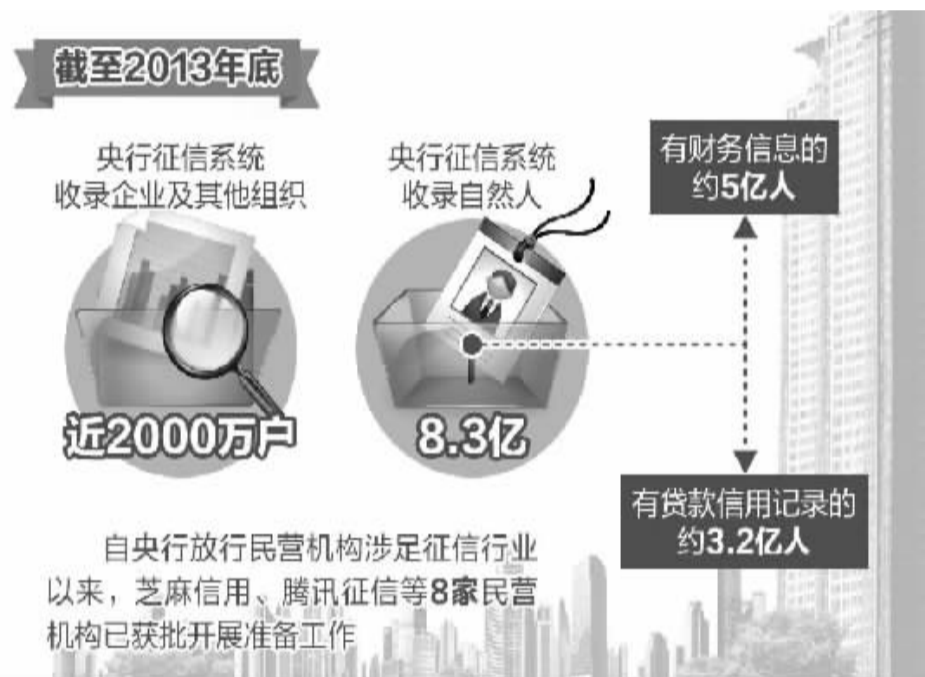 截至2013年底
央行征信系统
收录企业及其他组织
近2000万户
央行征信系统
收录自然人
8.3亿
有财务信息的
约5亿人
有贷款信用记录的
约3.2亿人
自央行放行民营机构涉足征信行业
以来，芝麻信用、腾讯征信等8家民营
机构已获批开展准备工作